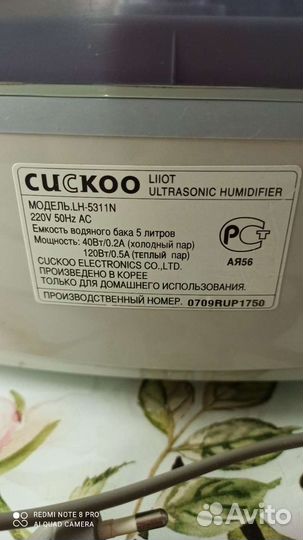 CUCKOO LIIOT
ULTRASONIC HUMIDIFIER
МОДЕЛЬ.LH-5311N
220V 50Hz AC
Емкость водяного бака 5 литров
Мощность: 40Вт/0.2А (холодный пар)
120Вт/0.5А (теплый пар)
CUCKOO ELECTRONICS CO.,LTD.
ПРОИЗВЕДЕНО В КОРЕЕ
ТОЛЬКО ДЛЯ ДОМАШНЕГО ИСПОЛЬЗОВАНИЯ.
ПРОИЗВОДСТВЕННЫЙ НОМЕР. 0709RUP1750
РСТ
АЯ56
REDMI NOTE 8 PRO
AI QUAD CAMERA
Avito